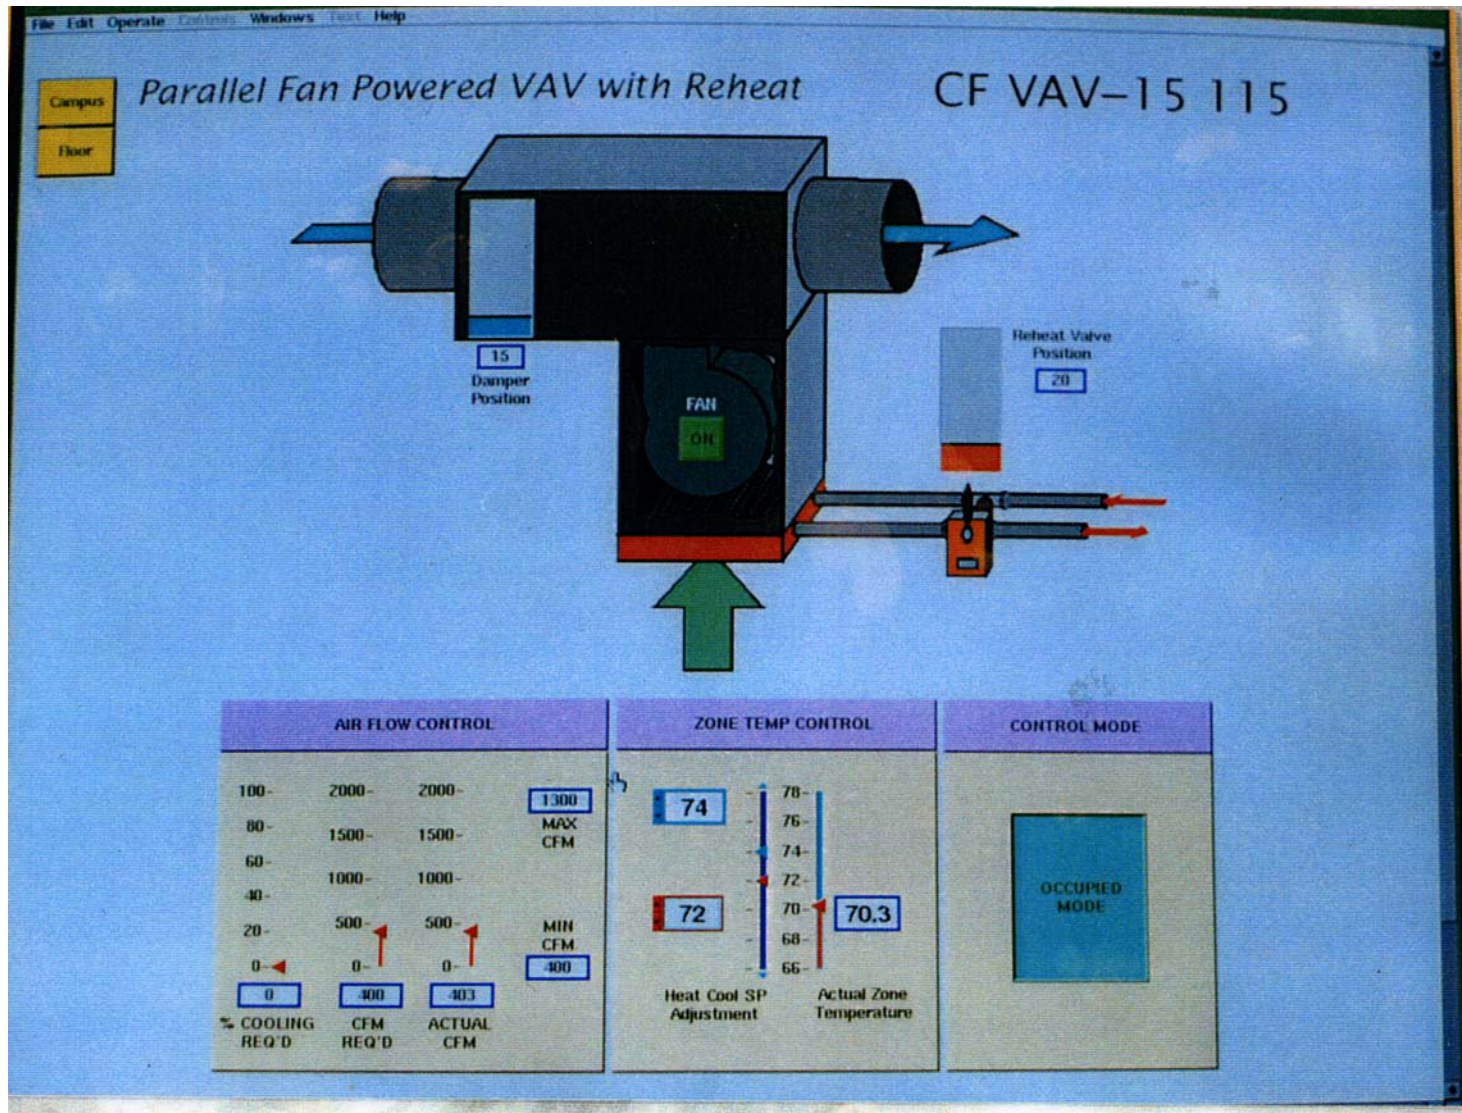 File Edit Operate Controls Windows Text Help
Campus
Floor
Parallel Fan Powered VAV with Reheat
CF VAV-15 115
15
Damper
Position
FAN
ON
Reheat Valve
Position
20
AIR FLOW CONTROL
100-
80-
60-
40-
20-
0-
0
% COOLING
REQ'D
2000-
1500-
1000-
500-
0-
400
CFM
REQ'D
2000-
1500-
1000-
500-
0-
403
ACTUAL
CFM
1300
MAX
CFM
MIN
CFM
400
ZONE TEMP CONTROL
74
72
Heat Cool SP
Adjustment
78-
76-
74-
72-
70-
68-
66-
70.3
Actual Zone
Temperature
CONTROL MODE
OCCUPIED
MODE